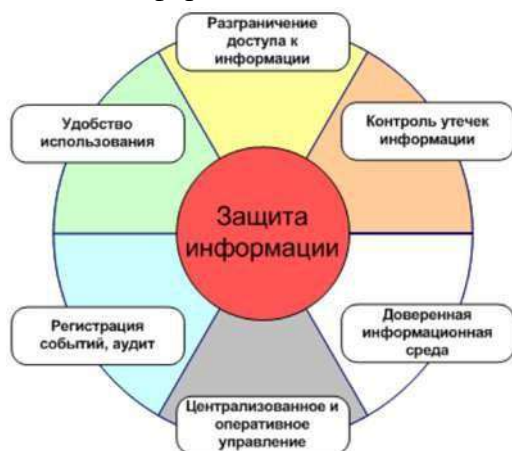 Разграничение
доступа к
информации
Удобство
использования
Контроль утечек
информации
Защита
информации
Регистрация
событий, аудит
Доверенная
информационная
среда
Централизованное и
оперативное
управление